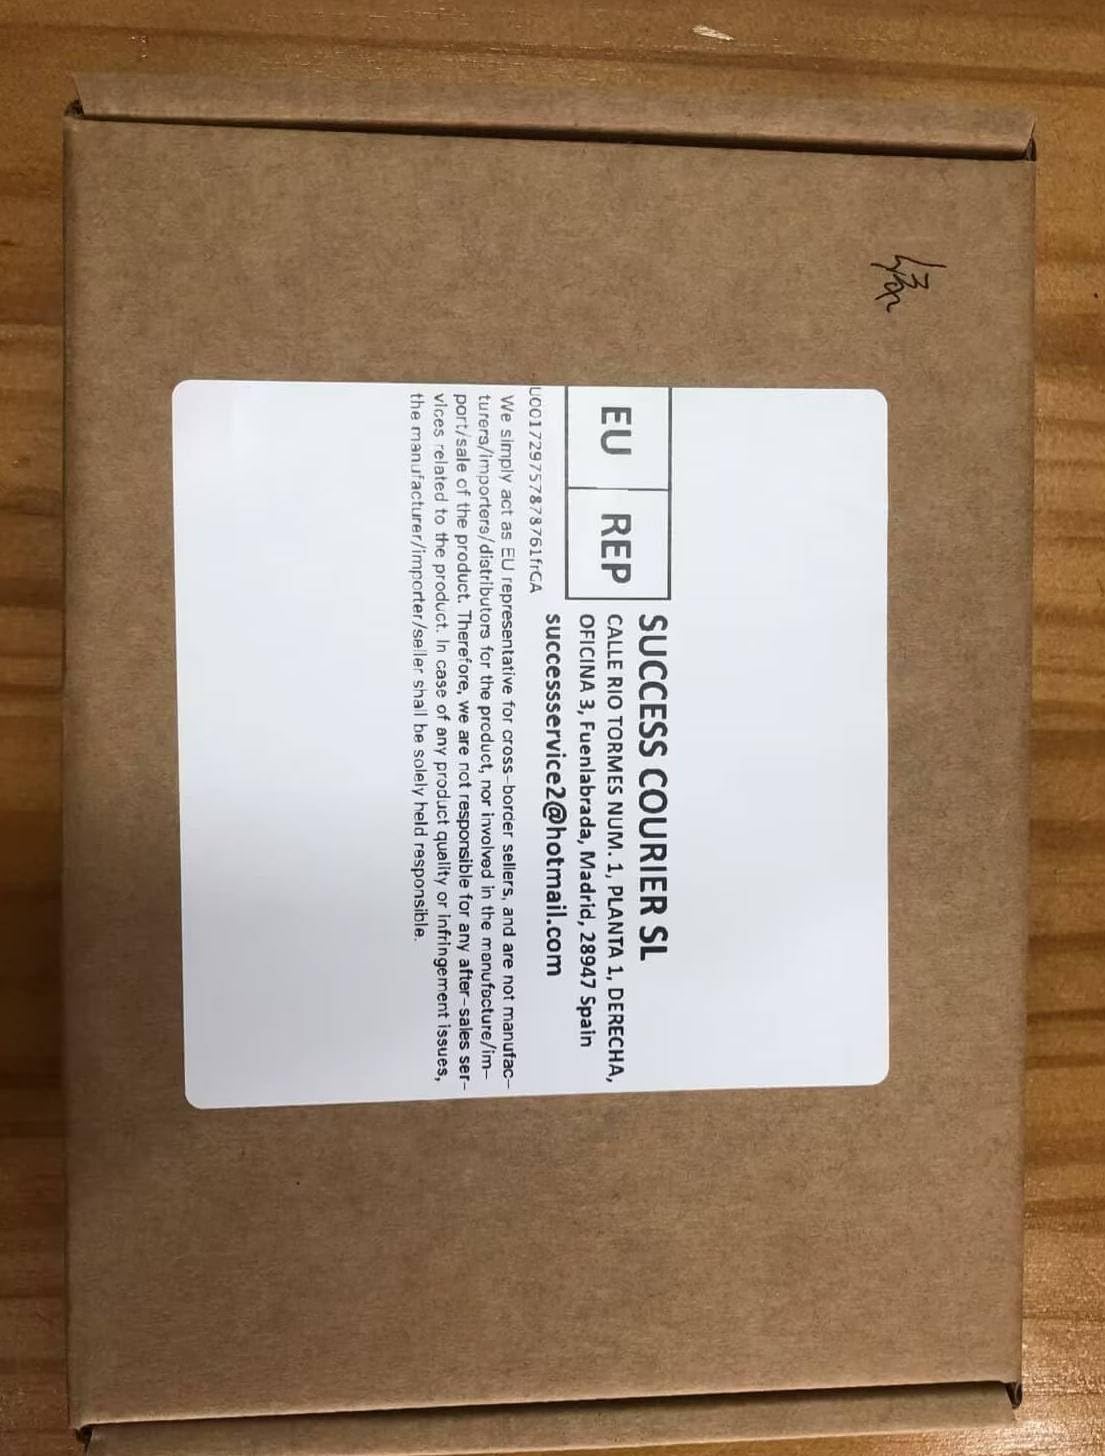 EU REP
SUCCESS COURIER SL
CALLE RIO TORMES NUM. 1, PLANTA 1, DERECHA,
OFICINA 3, Fuenlabrada, Madrid, 28947 Spain
successservice2@hotmail.com
U001729757878761frGA
We simply act as EU representative for cross-border sellers, and are not manufac-
turers/importers/distributors for the product, nor involved in the manufacture/im-
port/sale of the product. Therefore, we are not responsible for any after-sales ser-
vices related to the product. In case of any product quality or infringement issues,
the manufacturer/importer/seller shall be solely held responsible.